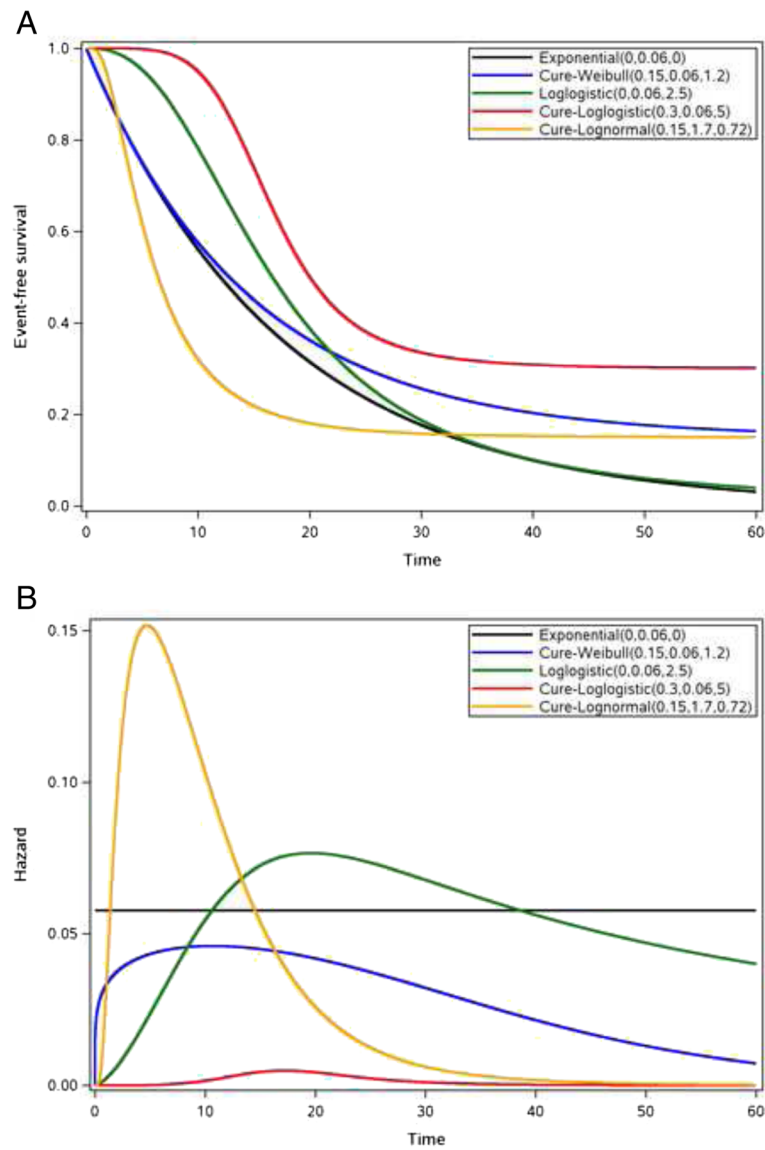 A
1.0
0.8
0.6
0.4
0.2
0.0
Event-free survival
Exponential(0,0.06,0)
Cure-Weibull(0.15,0.06,1.2)
Loglogistic(0,0.06,2.5)
Cure-Loglogistic(0.3,0.06,5)
Cure-Lognormal(0.15,1.7,0.72)
0 10 20 30 40 50 60
Time
B
0.15
0.10
0.05
0.00
Hazard
Exponential(0,0.06,0)
Cure-Weibull(0.15,0.06,1.2)
Loglogistic(0,0.06,2.5)
Cure-Loglogistic(0.3,0.06,5)
Cure-Lognormal(0.15,1.7,0.72)
0 10 20 30 40 50 60
Time